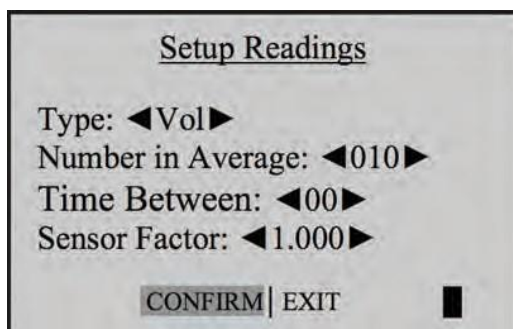 Setup Readings
Type: ◀Vol▶
Number in Average: ◀010▶
Time Between: ◀00▶
Sensor Factor: ◀1.000▶
CONFIRM| EXIT